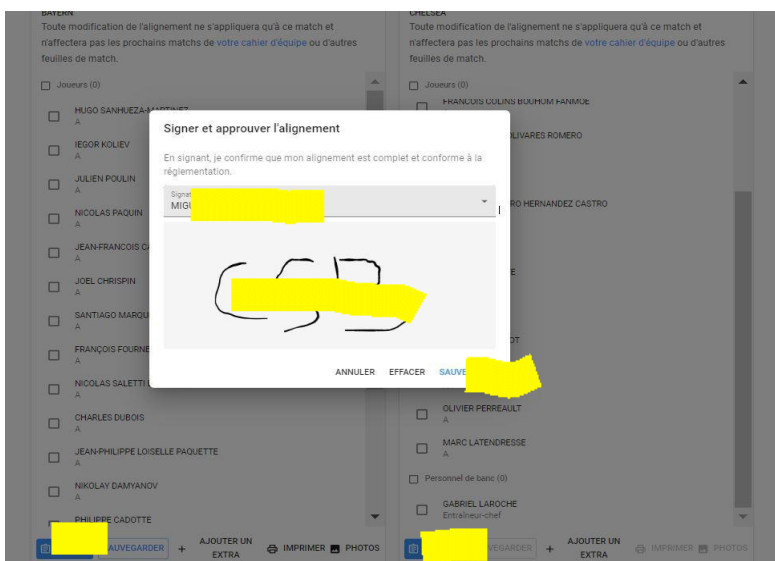 BAYERN
Toute modification de l'alignement ne s'appliquera qu'à ce match et
n'affectera pas les prochains matchs de votre cahier d'équipe ou d'autres
feuilles de match.
Joueurs (0)
HUGO SANHUEZA-MARTINEZ
A
IEGOR KOLIEV
A
JULIEN POULIN
A
NICOLAS PAQUIN
A
JEAN-FRANCOIS
A
JOEL CHRISPIN
A
SANTIAGO
A
FRANÇOIS
A
NICOLAS SALETTI
A
CHARLES DUBOIS
A
JEAN-PHILIPPE LOISELLE PAQUETTE
A
NIKOLAY DAMYANOV
A
PHILIPPE CADOTTE
AJOUTER UN
EXTRA
IMPRIMER
PHOTOS
CHELSEA
Toute modification de l'alignement ne s'appliquera qu'à ce match et
n'affectera pas les prochains matchs de votre cahier d'équipe ou d'autres
feuilles de match.
Joueurs (0)
FRANCOIS COLINS BOUHOM FANMOE
OLIVARES ROMERO
HERNANDEZ CASTRO
OLIVIER PERREAULT
A
MARC LATENDRESSE
A
Personnel de banc (0)
GABRIEL LAROCHE
Entraîneur-chef
AJOUTER UN
EXTRA
IMPRIMER
PHOTOS
Signer et approuver l'alignement
En signant, je confirme que mon alignement est complet et conforme à la
réglementation.
ANNULER
EFFACER